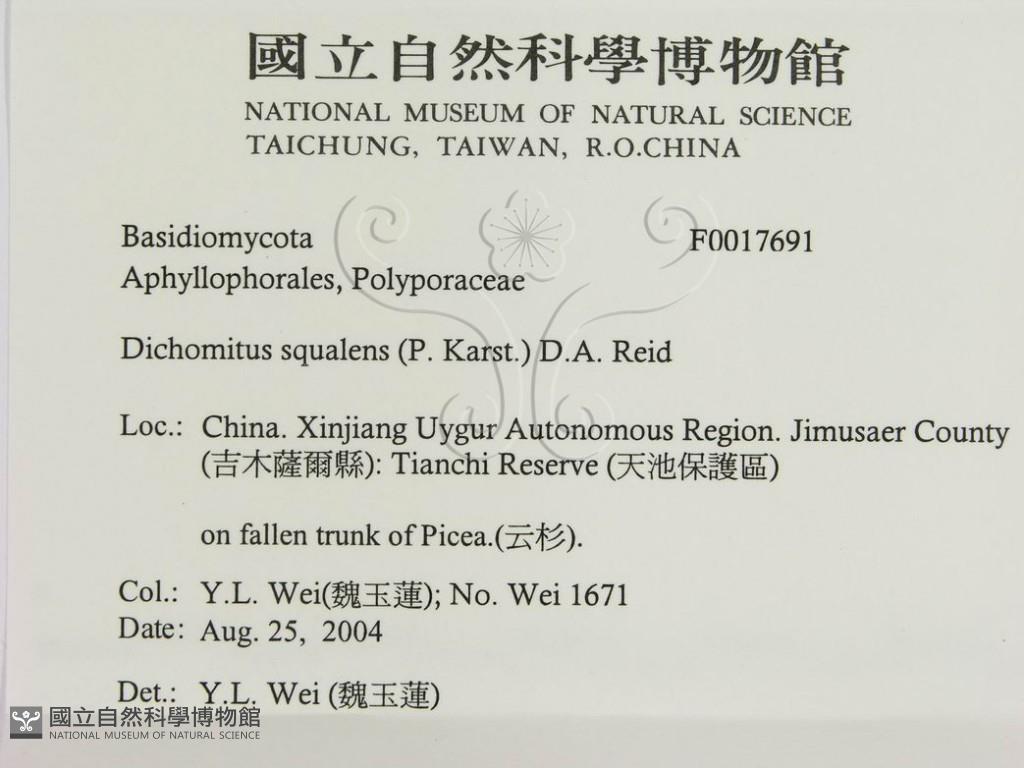 國立自然科學博物館
NATIONAL MUSEUM OF NATURAL SCIENCE
TAICHUNG, TAIWAN, R.O.CHINA
Basidiomycota F0017691
Aphyllophorales, Polyporaceae
Dichomitus squalens (P. Karst.) D.A. Reid
Loc.: China. Xinjiang Uygur Autonomous Region. Jimusaer County
(吉木薩爾縣): Tianchi Reserve (天池保護區)
on fallen trunk of Picea.(云杉).
Col.: Y.L. Wei(魏玉蓮); No. Wei 1671
Date: Aug. 25, 2004
Det.: Y.L. Wei (魏玉蓮)
國立自然科學博物館
NATIONAL MUSEUM OF NATURAL SCIENCE